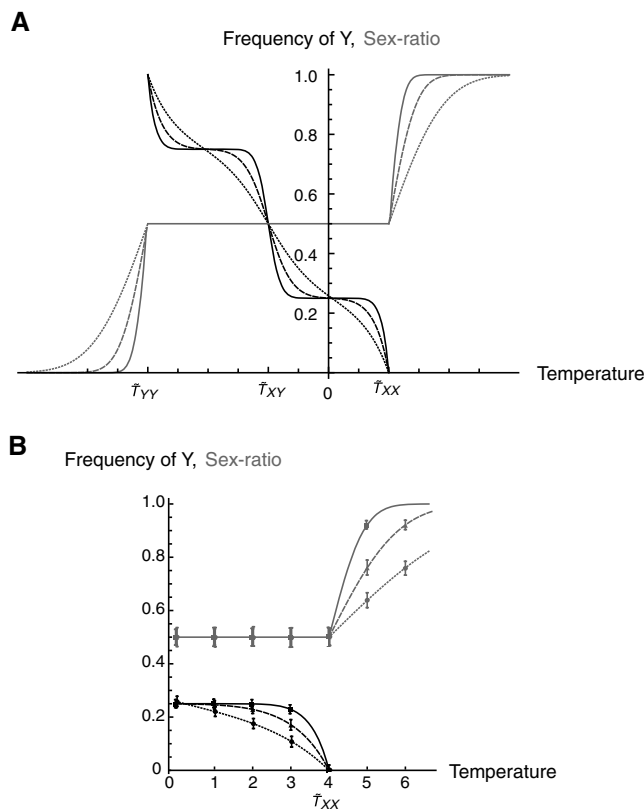 A
Frequency of Y, Sex-ratio
1.0
0.8
0.6
0.4
0.2
T̃YY
T̃XY
0
T̃XX
Temperature
B
Frequency of Y, Sex-ratio
1.0
0.8
0.6
0.4
0.2
0
0 1 2 3 4 5 6
Temperature
T̃XX